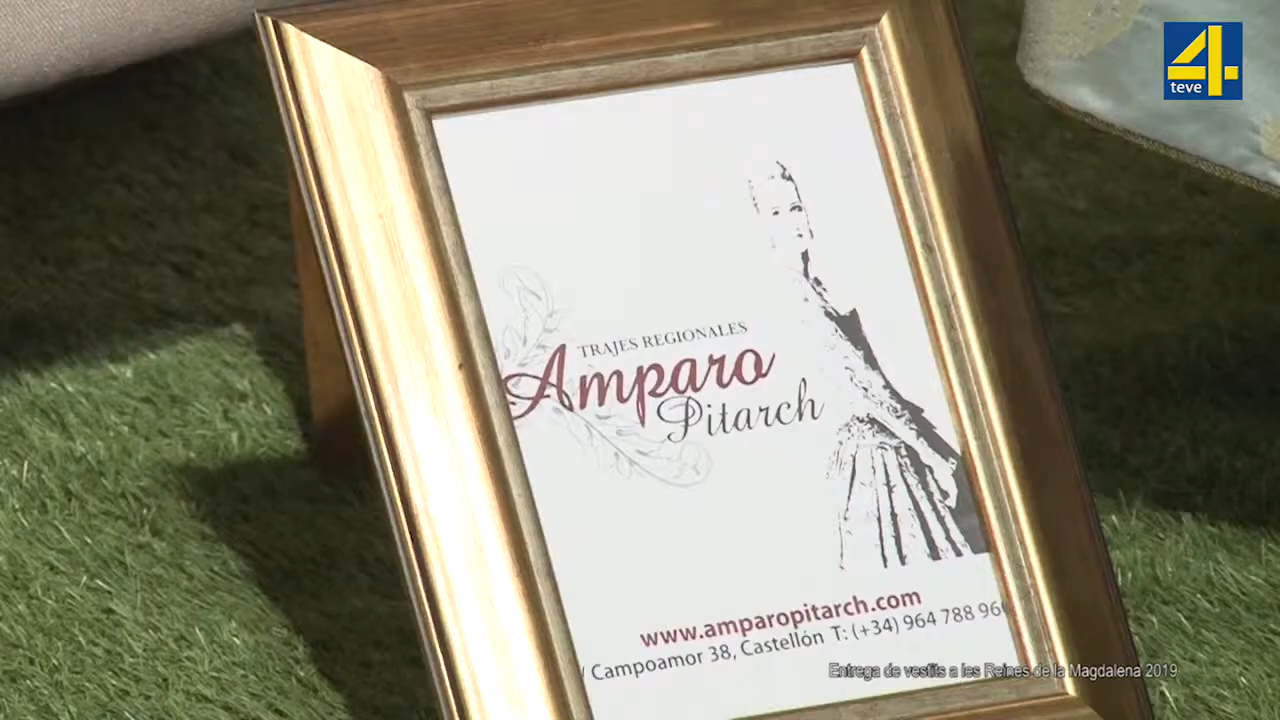 4
teve
TRAJES REGIONALES
Amparo
Pitarch
www.amparopitarch.com
Campoamor 38, Castellón T: (+34) 964 788 96
Entrega de vestits a les Reines de la Magdalena 2019